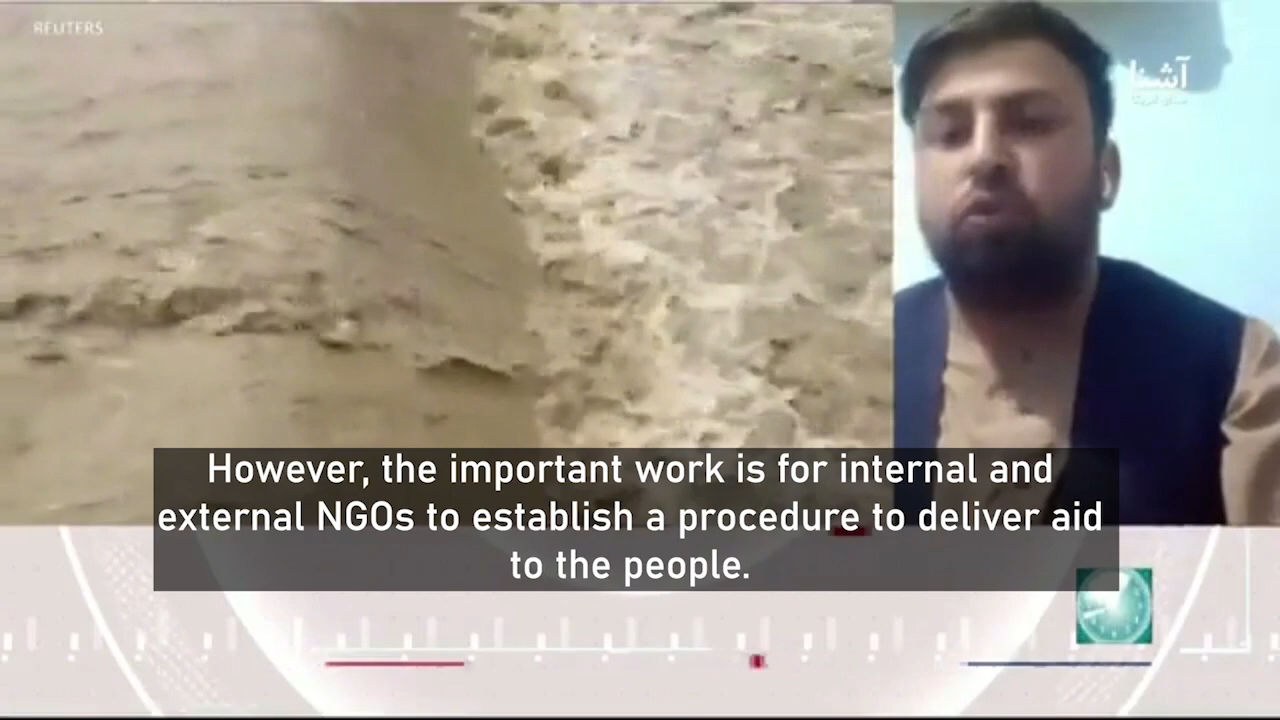 REUTERS
آشنا
However, the important work is for internal and
external NGOs to establish a procedure to deliver aid
to the people.